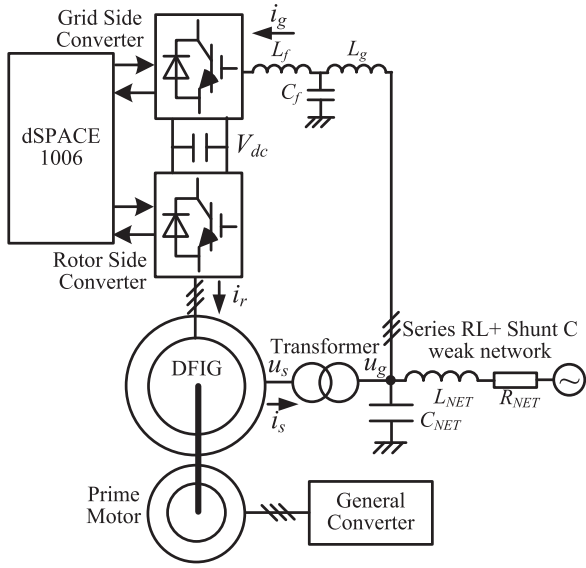 Grid Side
Converter
i_g
L_f
L_g
C_f
dSPACE
1006
V_dc
Rotor Side
Converter
i_r
Series RL+ Shunt C
weak network
Transformer
DFIG
u_s
u_g
i_s
L_NET
R_NET
~
C_NET
Prime
Motor
General
Converter